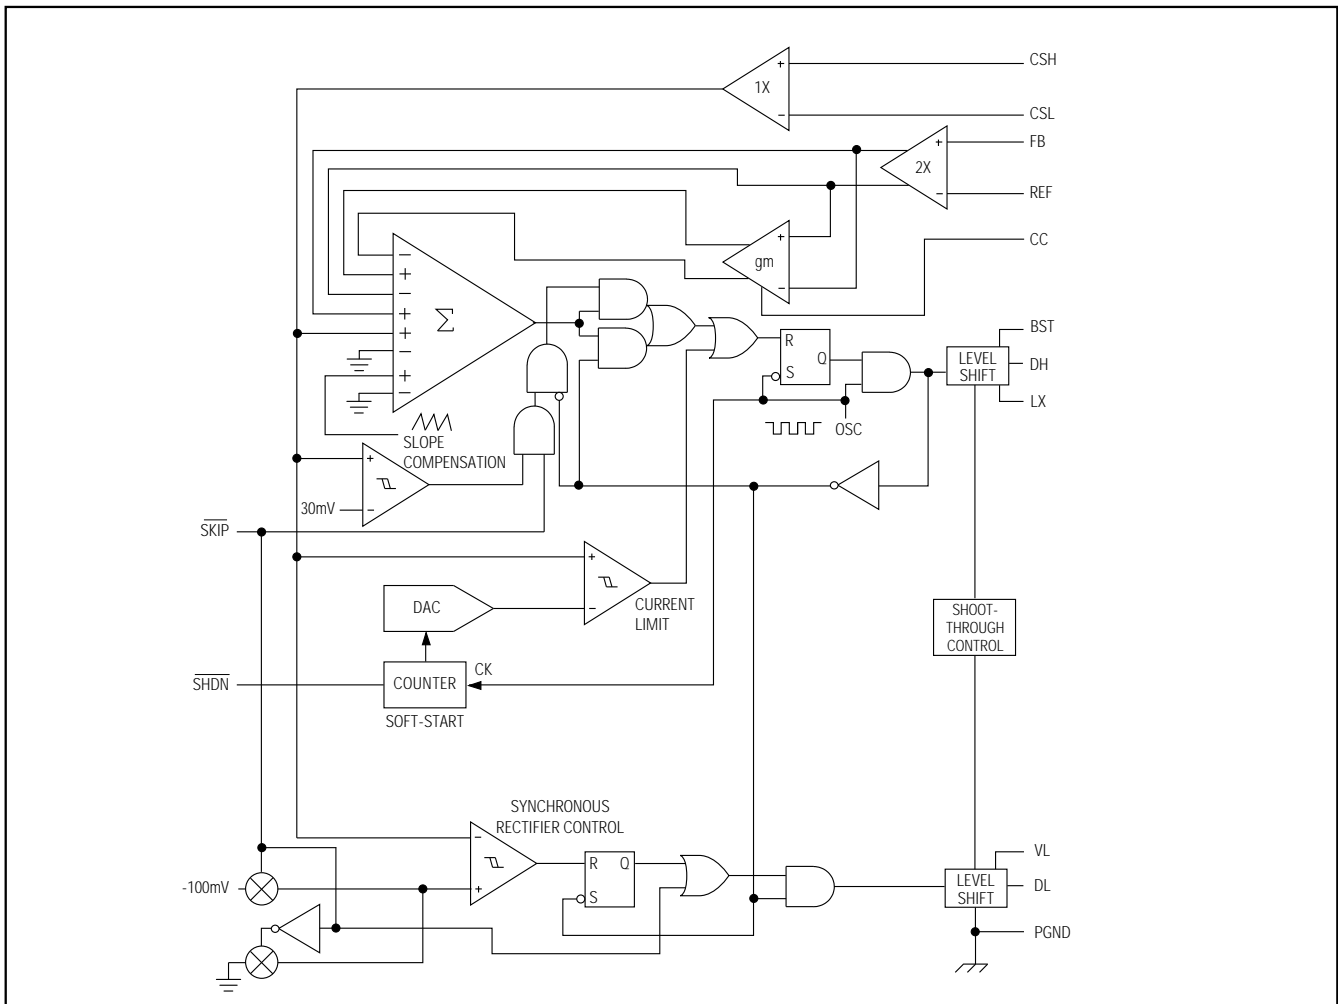 CSH
1X
CSL
FB
2X
REF
CC
gm
Σ
BST
R
Q
S
LEVEL
SHIFT
DH
LX
OSC
SLOPE
COMPENSATION
30mV
SKIP
DAC
CURRENT
LIMIT
SHOOT-
THROUGH
CONTROL
CK
SHDN
COUNTER
SOFT-START
SYNCHRONOUS
RECTIFIER CONTROL
VL
R Q
S
-100mV
LEVEL
SHIFT
DL
PGND